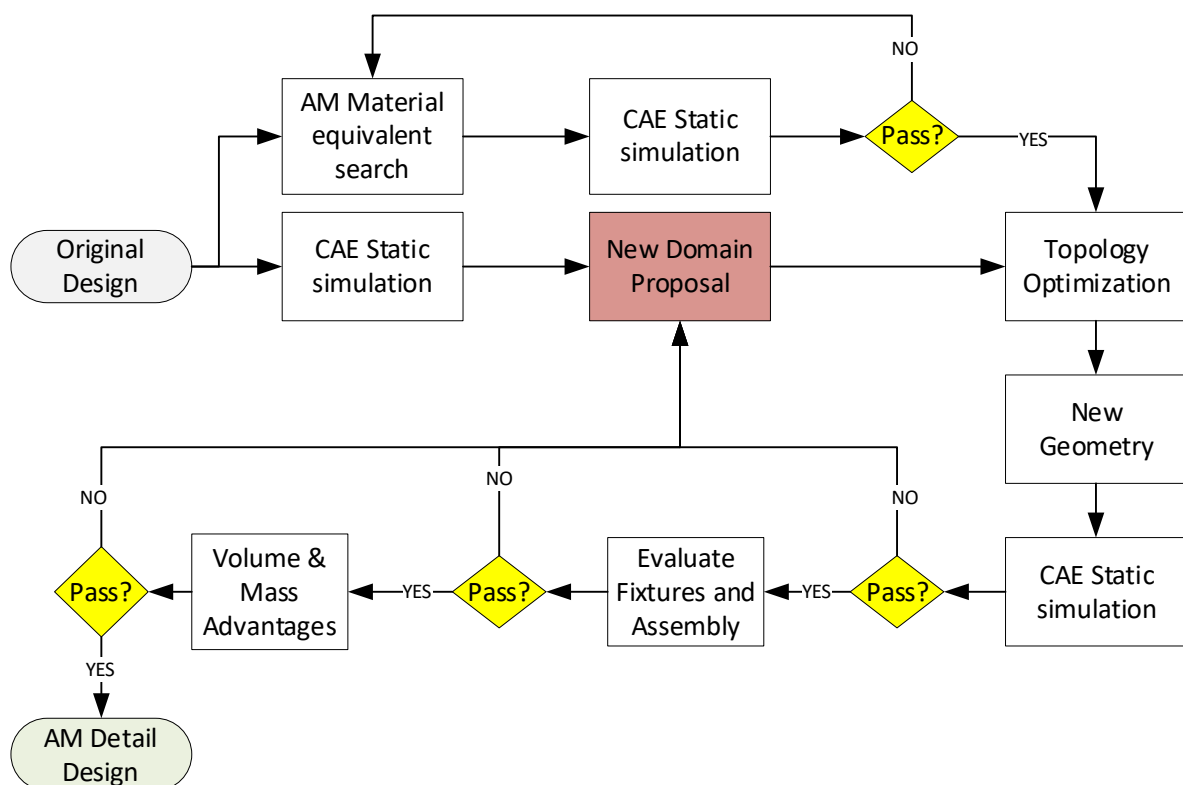 NO
AM Material
equivalent
search
CAE Static
simulation
Pass?
YES
Original
Design
CAE Static
simulation
New Domain
Proposal
Topology
Optimization
New
Geometry
NO
NO
NO
Pass?
YES
Volume &
Mass
Advantages
YES
Pass?
Evaluate
Fixtures and
Assembly
YES
Pass?
CAE Static
simulation
AM Detail
Design